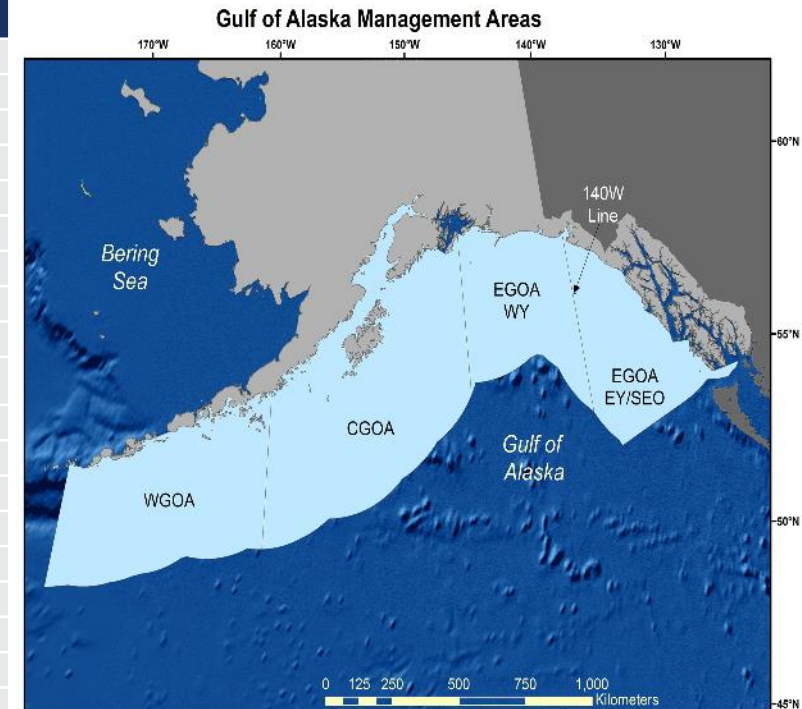 Gulf of Alaska Management Areas
170°W 160°W 150°W 140°W 130°W
60°N
140W
Line
Bering
Sea
EGOA
WY
55°N
EGOA
EY/SEO
CGOA
Gulf of
Alaska
WGOA
50°N
0 125 250 500 750 1,000
Kilometers
45°N